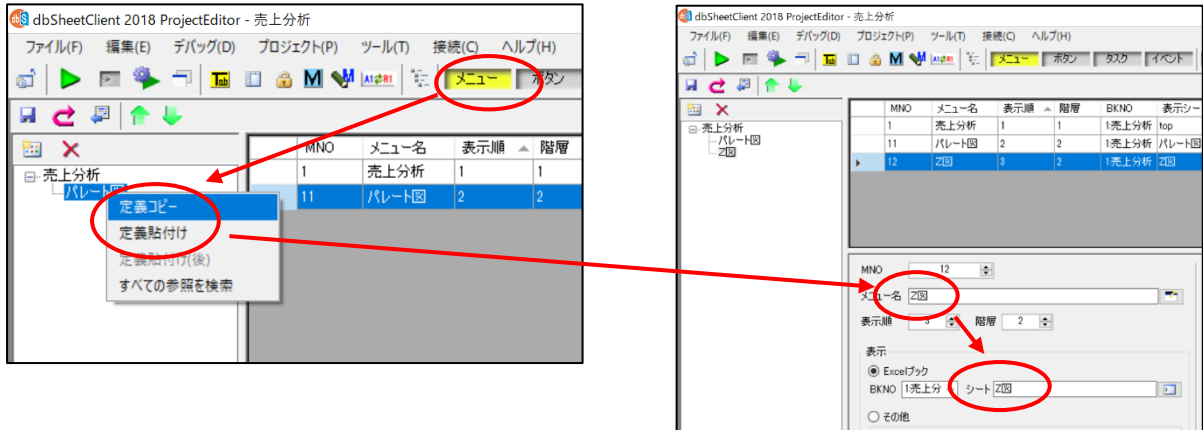 dbSheetClient 2018 ProjectEditor - 売上分析
ファイル(F) 編集(E) デバッグ(D) プロジェクト(P) ツール(T) 接続(C) ヘルプ(H)
Tab M A1⇄R1 メニュー ボタン
MNO メニュー名 表示順 階層
売上分析
パレート図
1 売上分析 1 1
11 パレート図 2 2
定義コピー
定義貼付け
定義貼付け(後)
すべての参照を検索
dbSheetClient 2018 ProjectEditor - 売上分析
ファイル(F) 編集(E) デバッグ(D) プロジェクト(P) ツール(T) 接続(C) ヘルプ(H)
Tab M A1⇄R1 メニュー ボタン タスク イベント
売上分析
パレート図
Z図
MNO メニュー名 表示順 階層 BKNO 表示シー
1 売上分析 1 1 1:売上分析 top
11 パレート図 2 2 1:売上分析 パレート図
12 Z図 3 2 1:売上分析 Z図
MNO 12
メニュー名 Z図
表示順 3 階層 2
表示
Excelブック
BKNO 1:売上分 シート Z図
その他